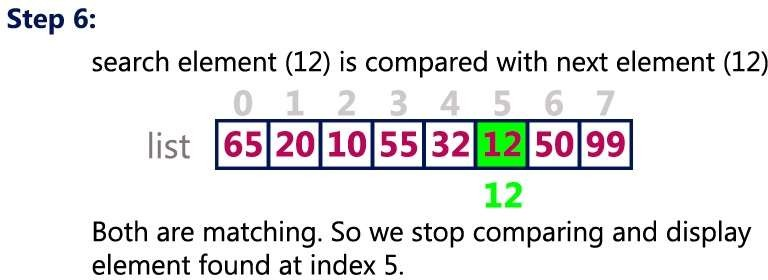 Step 6:
search element (12) is compared with next element (12)
0 1 2 3 4 5 6 7
list 65 20 10 55 32 12 50 99
12
Both are matching. So we stop comparing and display
element found at index 5.